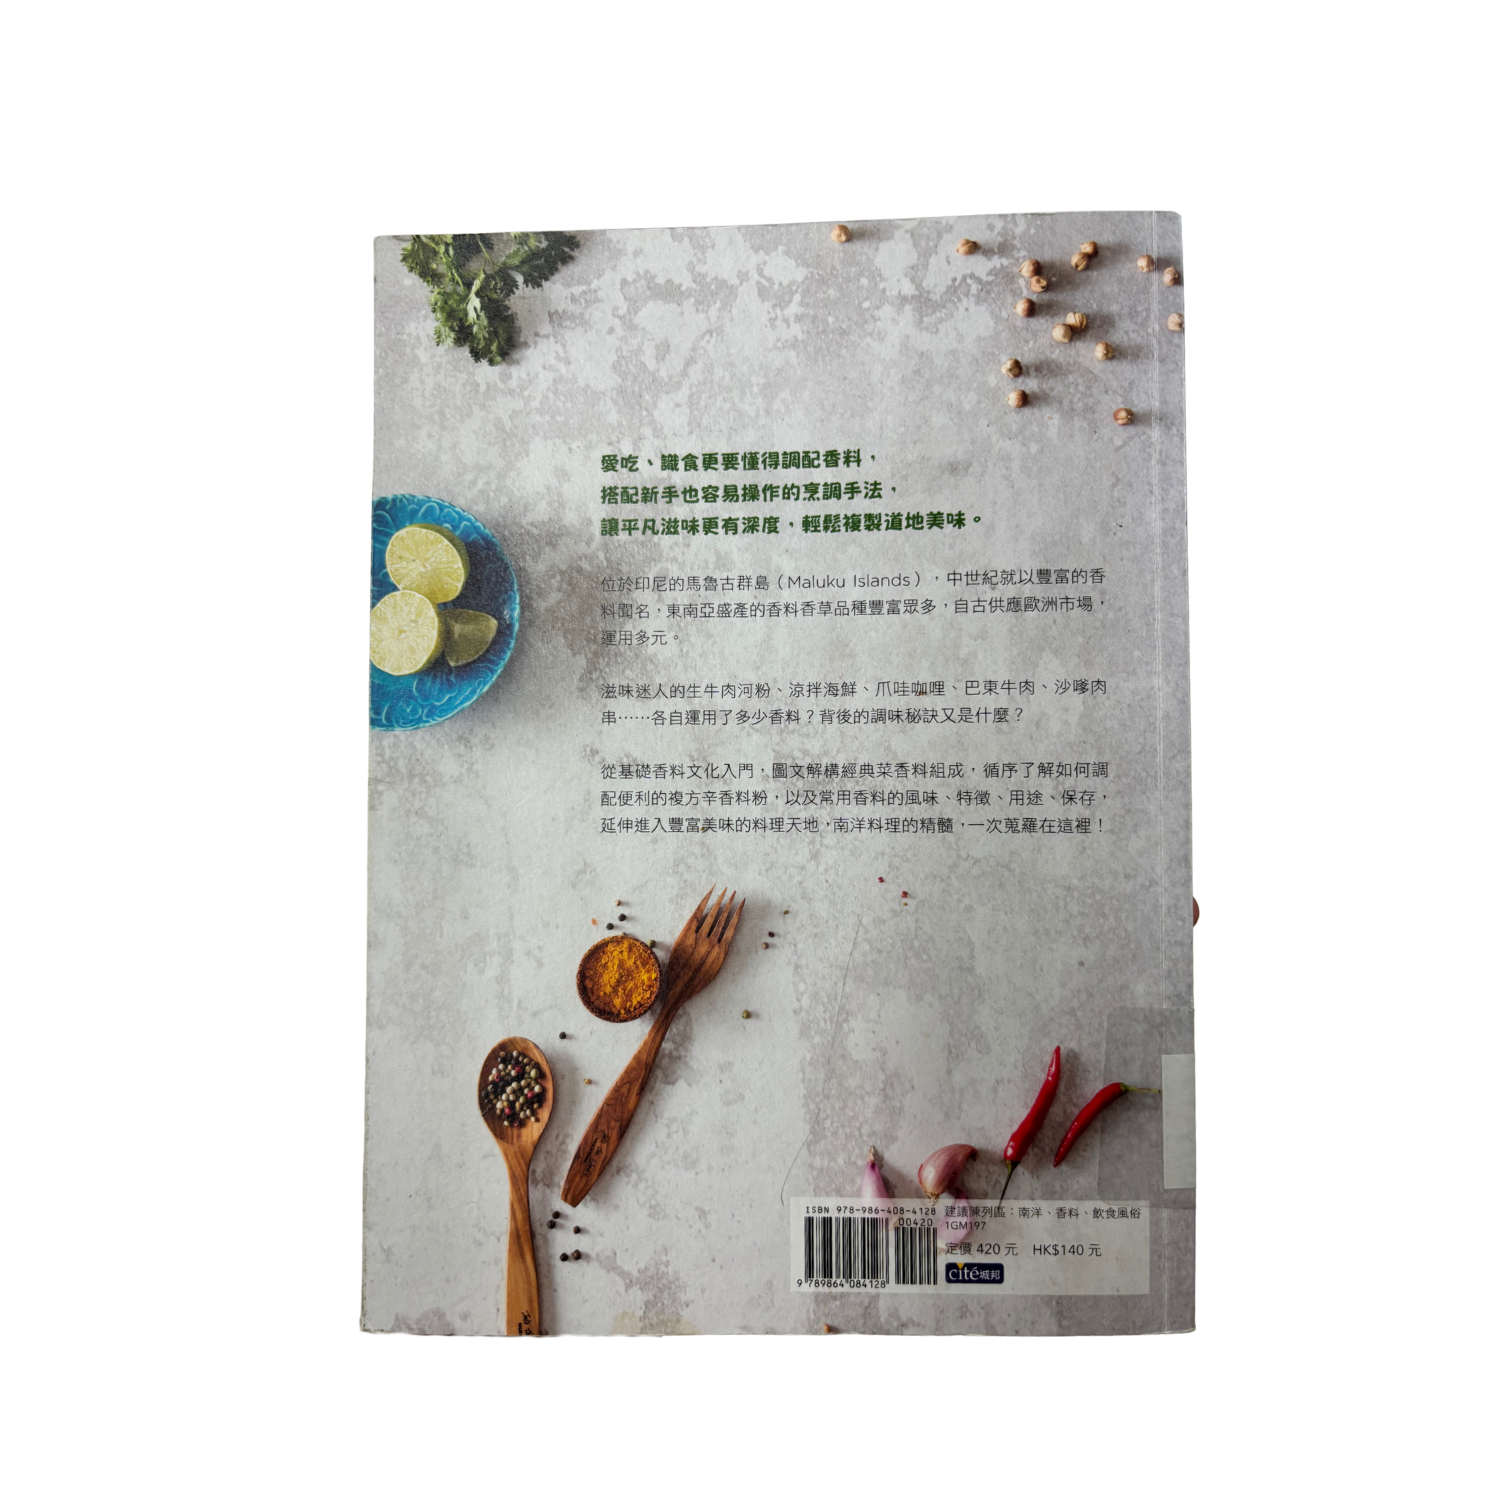 愛吃、識食更要懂得調配香料，
搭配新手也容易操作的烹調手法，
讓平凡滋味更有深度，輕鬆複製道地美味。
位於印尼的馬魯古群島（Maluku Islands），中世紀就以豐富的香
料聞名，東南亞盛產的香料香草品種豐富眾多，自古供應歐洲市場，
運用多元。
滋味迷人的生牛肉河粉、涼拌海鮮、爪哇咖哩、巴東牛肉、沙嗲肉
串……各自運用了多少香料？背後的調味秘訣又是什麼？
從基礎香料文化入門，圖文解構經典菜香料組成，循序了解如何調
配便利的複方辛香料粉，以及常用香料的風味、特徵、用途、保存，
延伸進入豐富美味的料理天地，南洋料理的精髓，一次蒐羅在這裡！
ISBN 978-986-408-4128
00420
9 789864 084128
建議陳列區：南洋、香料、飲食風俗
1GM197
定價 420 元 HK$140 元
cité城邦